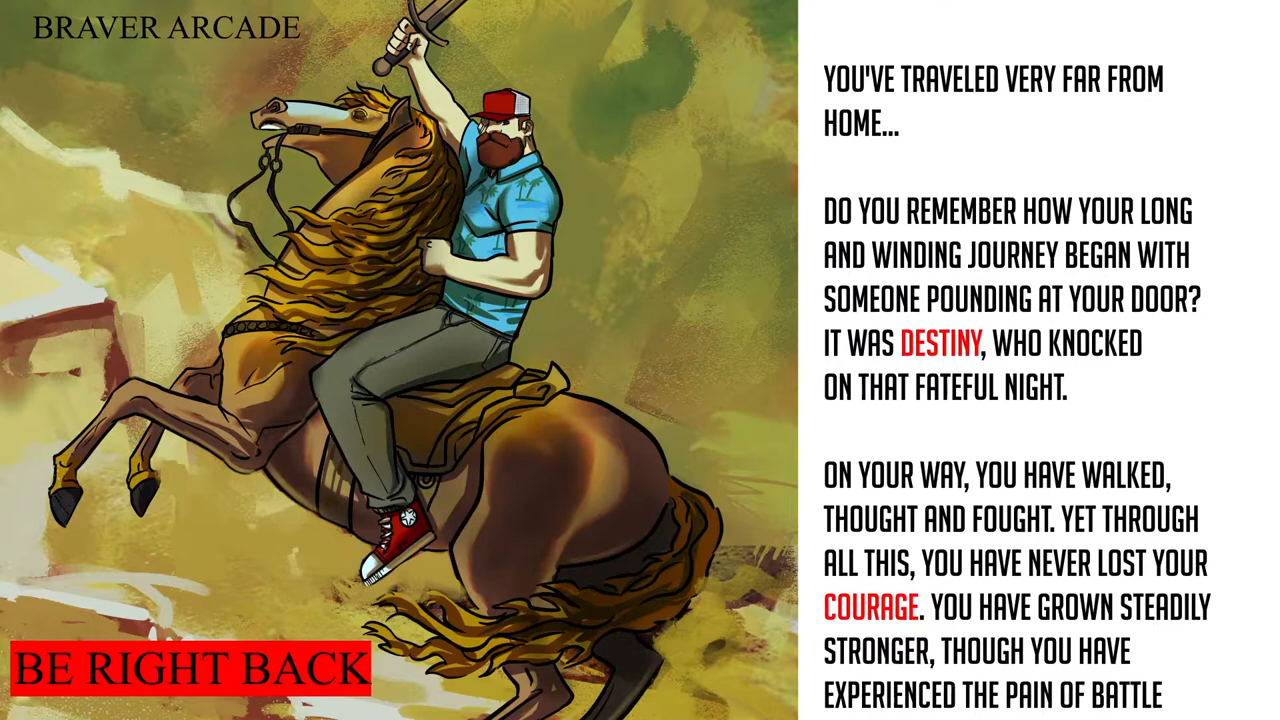 BRAVER ARCADE
BE RIGHT BACK
YOU'VE TRAVELED VERY FAR FROM
HOME...
DO YOU REMEMBER HOW YOUR LONG
AND WINDING JOURNEY BEGAN WITH
SOMEONE POUNDING AT YOUR DOOR?
IT WAS DESTINY, WHO KNOCKED
ON THAT FATEFUL NIGHT.
ON YOUR WAY, YOU HAVE WALKED,
THOUGHT AND FOUGHT. YET THROUGH
ALL THIS, YOU HAVE NEVER LOST YOUR
COURAGE. YOU HAVE GROWN STEADILY
STRONGER, THOUGH YOU HAVE
EXPERIENCED THE PAIN OF BATTLE